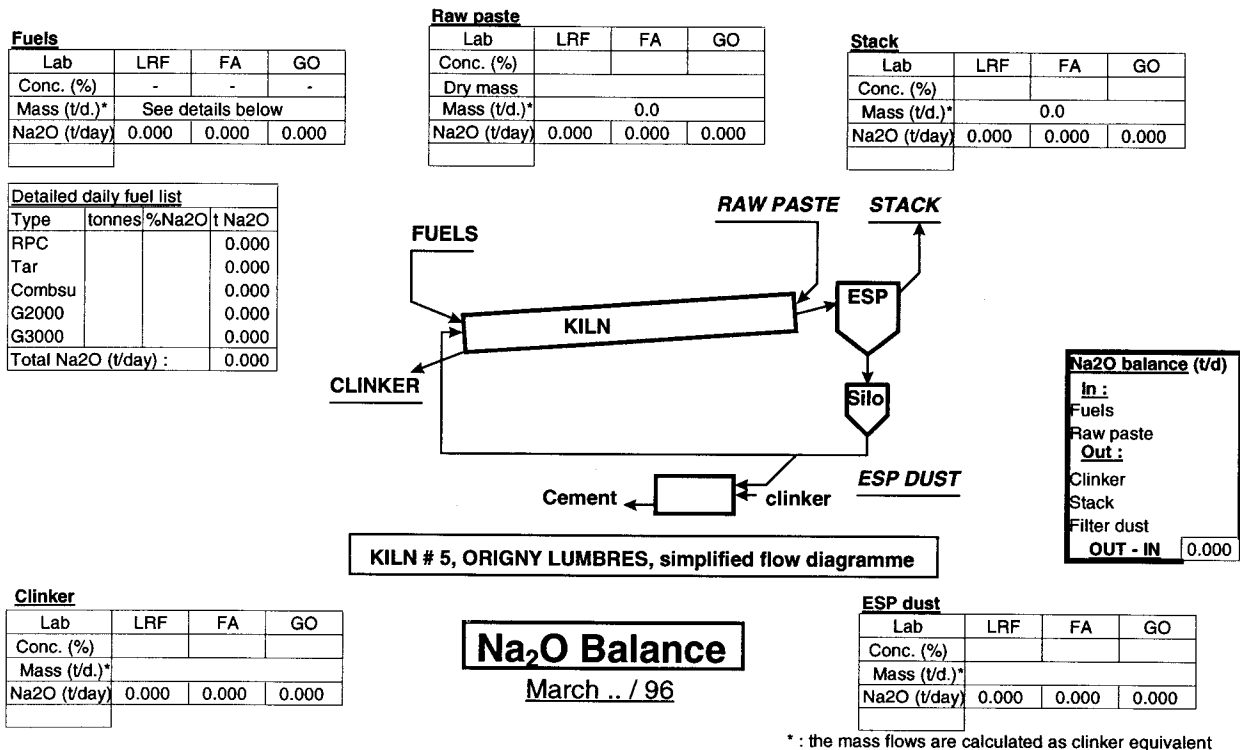 Fuels
Lab LRF FA GO
Conc. (%) - - -
Mass (t/d.)* See details below
Na2O (t/day) 0.000 0.000 0.000
Raw paste
Lab LRF FA GO
Conc. (%)
Dry mass
Mass (t/d.)* 0.0
Na2O (t/day) 0.000 0.000 0.000
Stack
Lab LRF FA GO
Conc. (%)
Mass (t/d.)* 0.0
Na2O (t/day) 0.000 0.000 0.000
Detailed daily fuel list
Type tonnes %Na2O t Na2O
RPC 0.000
Tar 0.000
Combsu 0.000
G2000 0.000
G3000 0.000
Total Na2O (t/day) : 0.000
FUELS
RAW PASTE
STACK
KILN
ESP
CLINKER
Silo
ESP DUST
Cement
clinker
Na2O balance (t/d)
In :
Fuels
Raw paste
Out :
Clinker
Stack
Filter dust
OUT - IN 0.000
KILN # 5, ORIGNY LUMBRES, simplified flow diagramme
Clinker
Lab LRF FA GO
Conc. (%)
Mass (t/d.)*
Na2O (t/day) 0.000 0.000 0.000
Na₂O Balance
March .. / 96
ESP dust
Lab LRF FA GO
Conc. (%)
Mass (t/d.)*
Na2O (t/day) 0.000 0.000 0.000
* : the mass flows are calculated as clinker equivalent